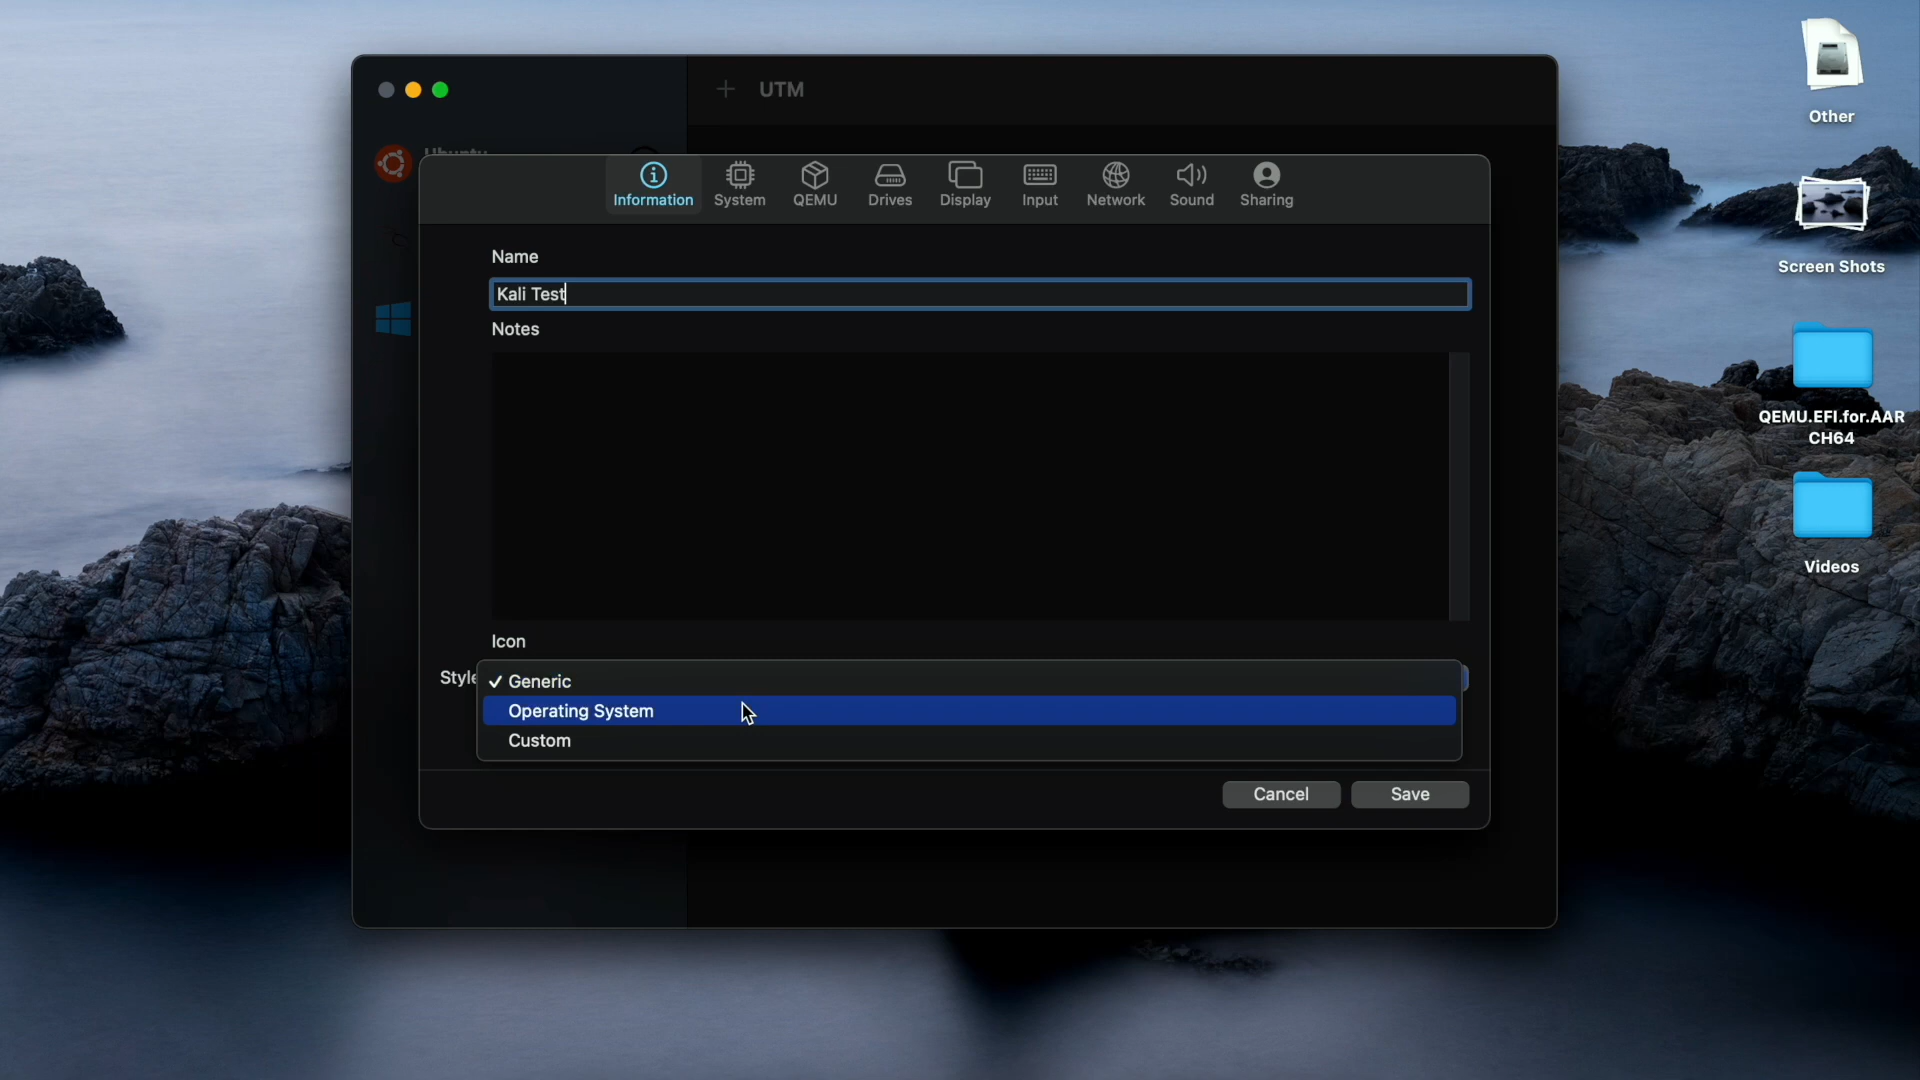 UTM
Ubuntu
Information
System
QEMU
Drives
Display
Input
Network
Sound
Sharing
Name
Kali Test
Notes
Icon
Style
Generic
Operating System
Custom
Cancel
Save
Other
Screen Shots
QEMU.EFI.for.AAR
CH64
Videos